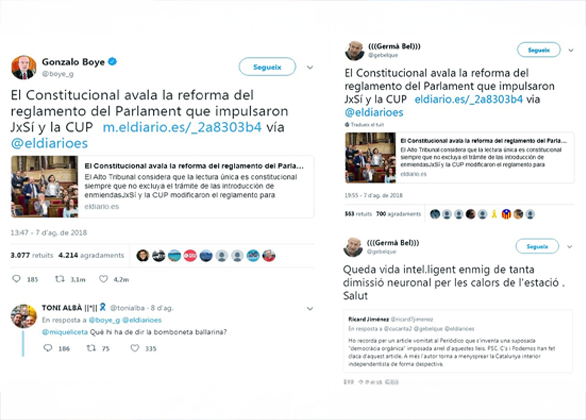 Gonzalo Boye
@boye_g
Segueix
El Constitucional avala la reforma del
reglamento del Parlament que impulsaron
JxSí y la CUP m.eldiario.es/_2a8303b4 vía
@eldiarioes
El Constitucional avala la reforma del reglamento del Parla...
El Alto Tribunal considera que la lectura única es constitucional
siempre que no excluya el trámite de las introducción de
enmiendasJxSí y la CUP modificaron el reglamento para
eldiario.es
13:47 - 7 d'ag. de 2018
3.077 retuits 4.214 agradaments
185 3,1m 4,2m
TONI ALBÀ ||*|| @tonialba · 8 d'ag.
En resposta a @boye_g @eldiarioes
@miqueliceta Què hi ha de dir la bomboneta ballarina?
106 75 335
(((Germà Bel)))
@gebelque
Segueix
El Constitucional avala la reforma del
reglamento del Parlament que impulsaron
JxSí y la CUP eldiario.es/_2a8303b4 via
@eldiarioes
Tradueix el tuit
El Constitucional avala la reforma del reglamento del Parl...
El Alto Tribunal considera que la lectura única es constitucional
siempre que no excluya el trámite de las introducción de
enmiendasJxSí y la CUP modificaron el reglamento para
eldiario.es
19:55 - 7 d'ag. de 2018
563 retuits 700 agradaments
(((Germà Bel)))
@gebelque
Segueix
Queda vida intel.ligent enmig de tanta
dimissió neuronal per les calors de l'estació .
Salut
Ricard Jiménez @ricard7jimenez
En resposta a @cucarita2 @gebelque @eldiarioes
Ho recorda per un article vomitat al Periódico que s'inventa una suposada
"democràcia orgànica" imposada arrel d'aquestes lleis. PSC, C's i Podemos han fet
d'aquest article. A més l'autor torna a menysprear la Catalunya interior
independentista de forma despectiva.